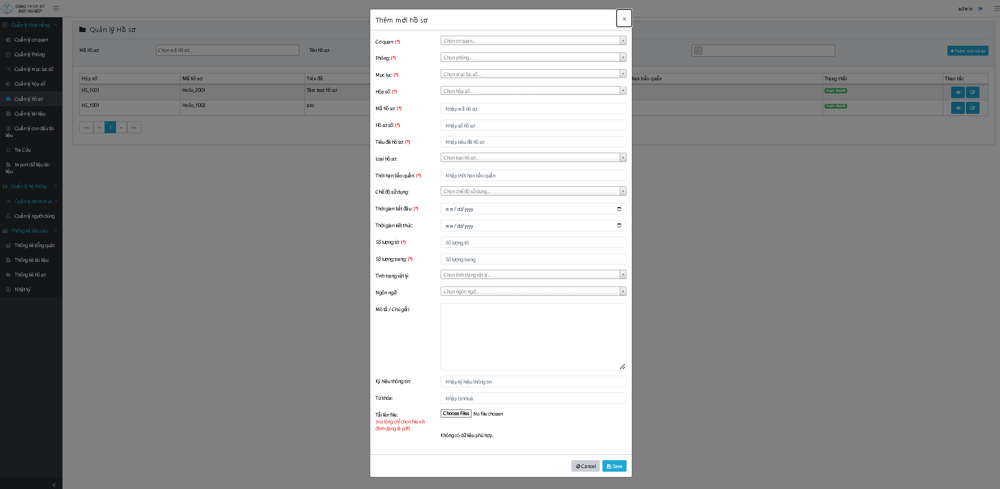 CÔNG TY CP-ĐT
ĐỨC NGHIỆP
admin
Quản lý chức năng
Quản lý cơ quan
Quản lý Phông
Quản lý mục lục số
Quản lý hộp số
Quản lý hồ sơ
Quản lý tài liệu
Quản lý con dấu tài
liệu
Tra Cứu
Import dữ liệu tài
liệu
Quản lý hệ thống
Quản lý danh mục
Quản lý người dùng
Thống kê báo cáo
Thống kê tổng quát
Thống kê tài liệu
Thống kê hồ sơ
Nhật ký
Quản lý Hồ sơ
Mã hồ sơ: Chọn mã hồ sơ... Tên hồ sơ:
Thêm mới hồ sơ
Hộp số Mã hồ sơ Tiêu đề hạn bảo quản Trạng thái Thao tác
HS_1001 HoSo_2001 Tâm test hồ sơ Hoàn thành
HS_1001 HoSo_1002 abc Hoàn thành
«« « 1 » »»
Thêm mới hồ sơ ×
Cơ quan: (*) Chọn cơ quan...
Phông: (*) Chọn phông...
Mục lục: (*) Chọn mục lục số...
Hộp số: (*) Chọn hộp số...
Mã hồ sơ: (*) Nhập mã hồ sơ
Hồ sơ số: (*) Nhập số hồ sơ
Tiêu đề hồ sơ: (*) Nhập tiêu đề hồ sơ
Loại hồ sơ: Chọn loại hồ sơ...
Thời hạn bảo quản: (*) Nhập thời hạn bảo quản
Chế độ sử dụng: Chọn chế độ sử dụng...
Thời gian bắt đầu: (*) mm/dd/yyyy
Thời gian kết thúc: mm/dd/yyyy
Số lượng tờ: (*) Số lượng tờ
Số lượng trang: (*) Số lượng trang
Tình trạng vật lý: Chọn tình trạng vật lý...
Ngôn ngữ: Chọn ngôn ngữ...
Mô tả / Chú giải:
Ký hiệu thông tin: Nhập ký hiệu thông tin
Từ khóa: Nhập từ khoá
Tải lên file: Choose Files No file chosen
(vui lòng chỉ chọn file với
định dạng là pdf)
Không có dữ liệu phù hợp.
Cancel Save